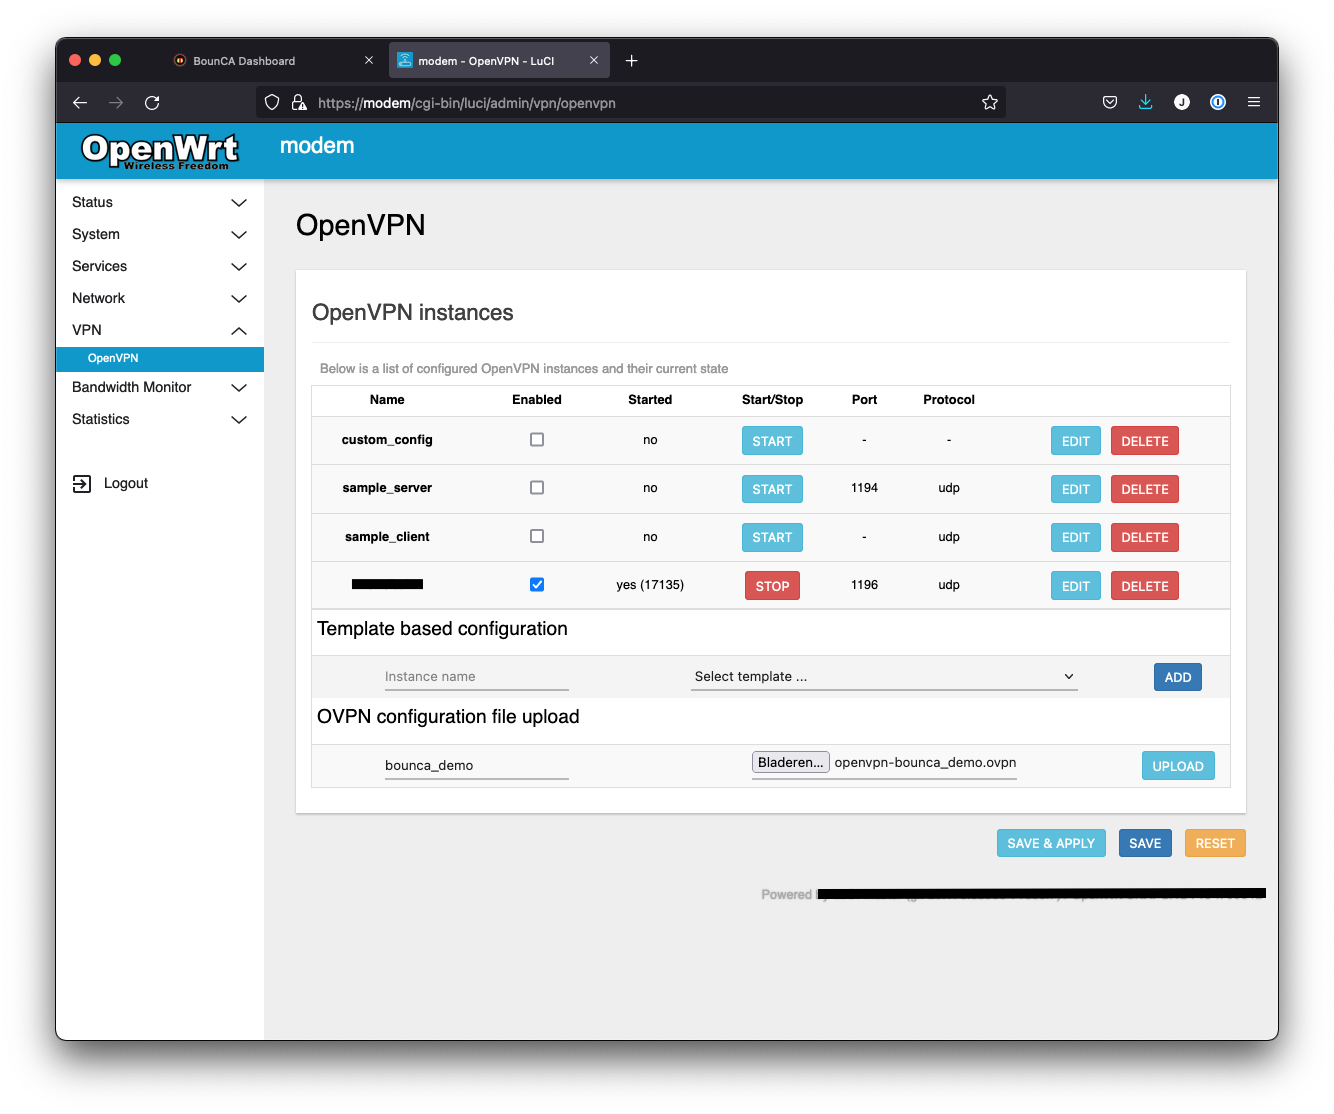 BounCA Dashboard
modem - OpenVPN - LuCI
https://modem/cgi-bin/luci/admin/vpn/openvpn
J
OpenWrt
Wireless Freedom
modem
Status
System
Services
Network
VPN
OpenVPN
Bandwidth Monitor
Statistics
Logout
OpenVPN
OpenVPN instances
Below is a list of configured OpenVPN instances and their current state
Name Enabled Started Start/Stop Port Protocol
custom_config no START - - EDIT DELETE
sample_server no START 1194 udp EDIT DELETE
sample_client no START - udp EDIT DELETE
yes (17135) STOP 1196 udp EDIT DELETE
Template based configuration
Instance name Select template ... ADD
OVPN configuration file upload
bounca_demo Bladeren... openvpn-bounca_demo.ovpn UPLOAD
SAVE & APPLY SAVE RESET
Powered